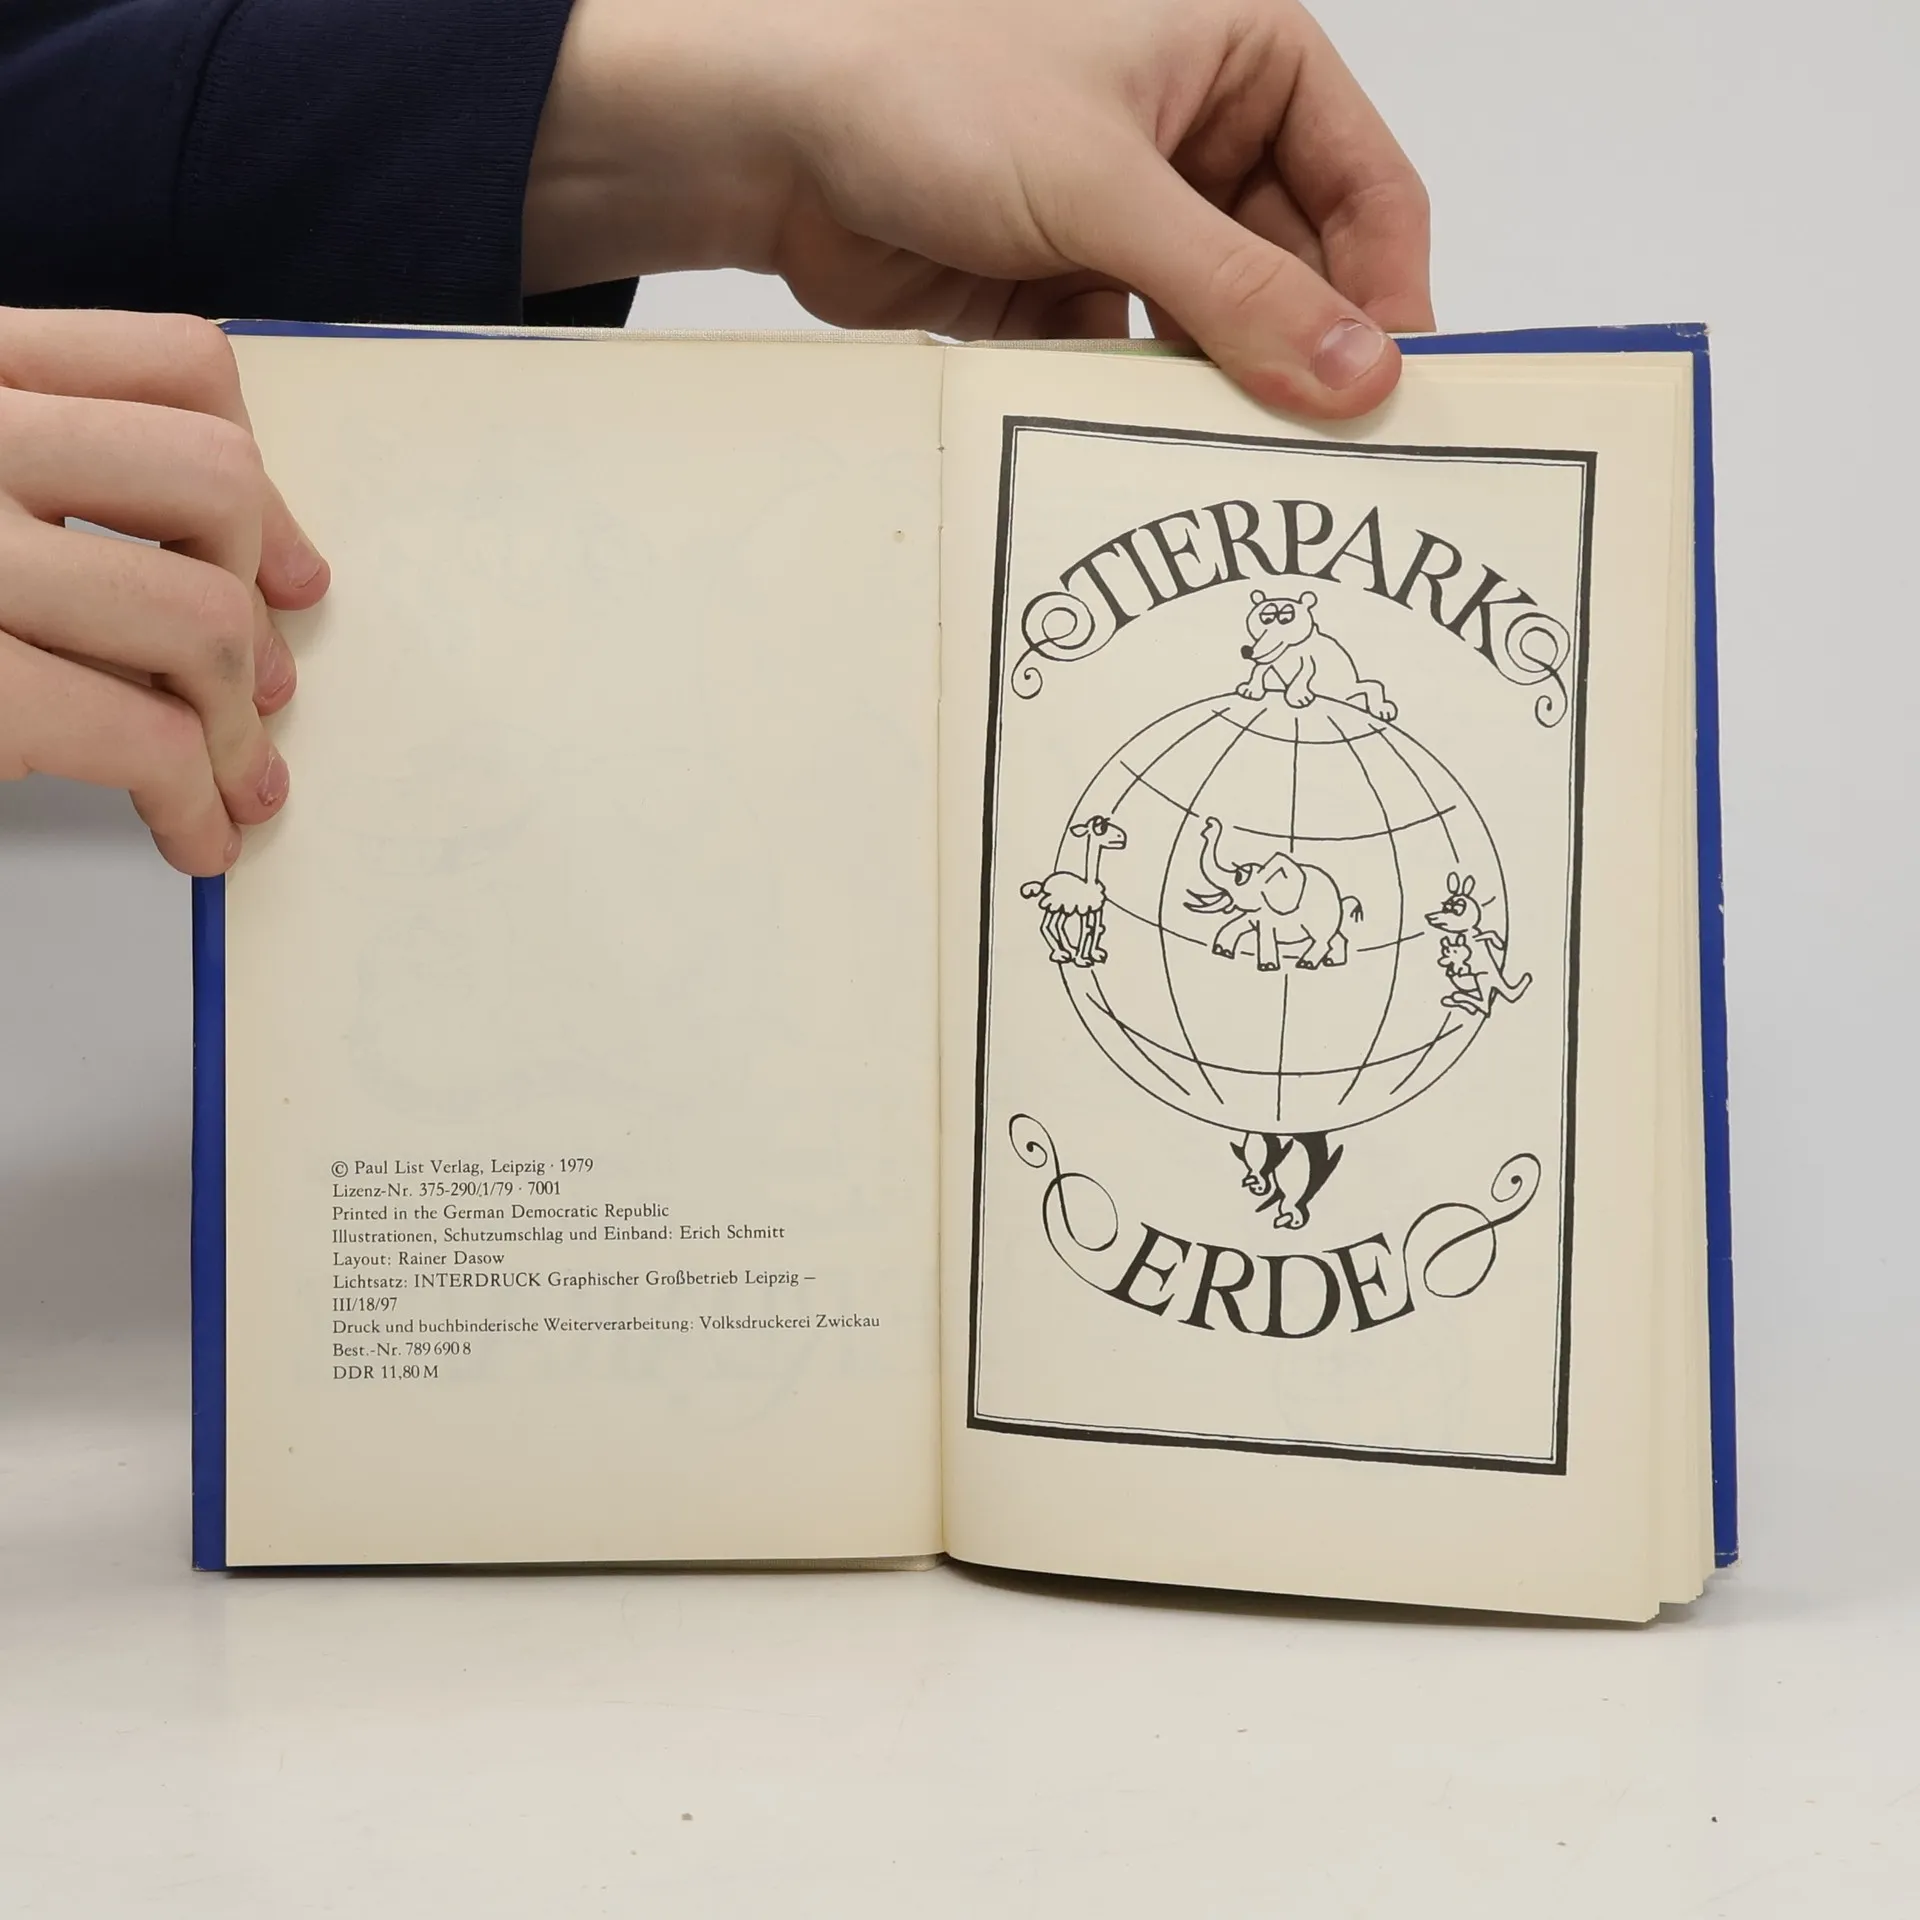 © Paul List Verlag, Leipzig · 1979
Lizenz-Nr. 375-290/1/79 · 7001
Printed in the German Democratic Republic
Illustrationen, Schutzumschlag und Einband: Erich Schmitt
Layout: Rainer Dasow
Lichtsatz: INTERDRUCK Graphischer Großbetrieb Leipzig –
III/18/97
Druck und buchbinderische Weiterverarbeitung: Volksdruckerei Zwickau
Best.-Nr. 789 690 8
DDR 11,80 M
TIERPARK
ERDE